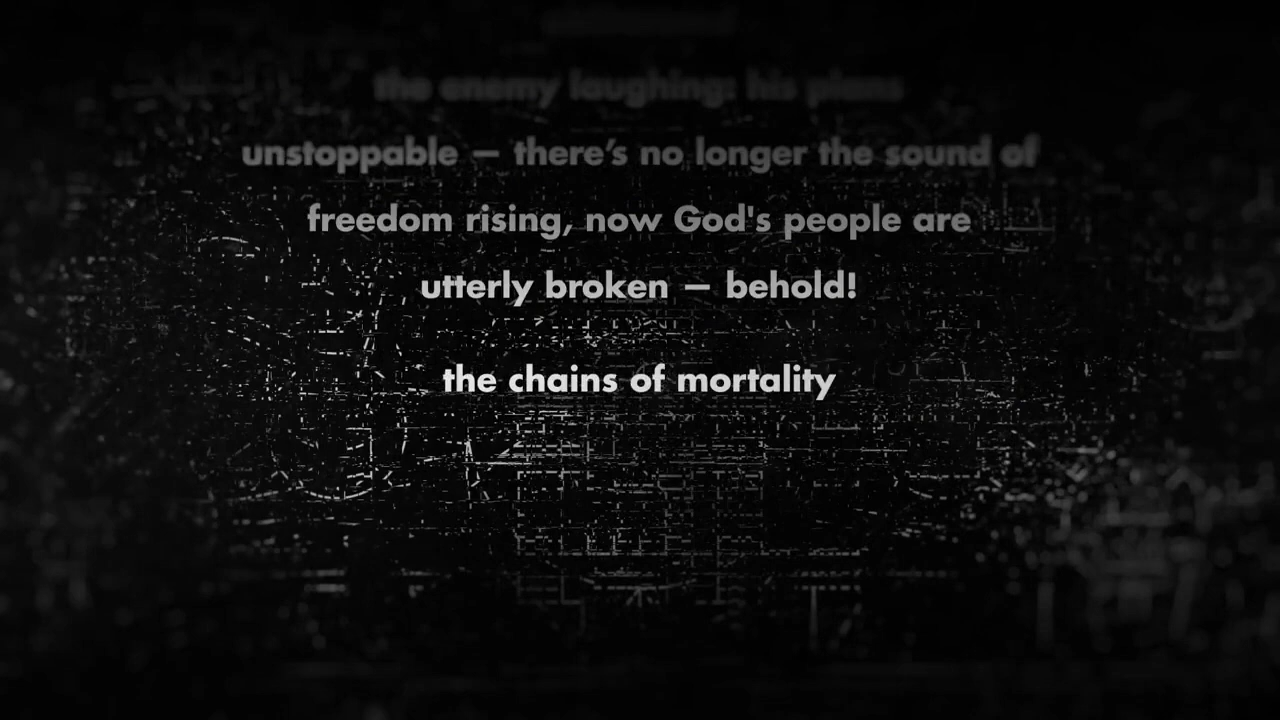 the enemy laughing: his plans
unstoppable — there’s no longer the sound of
freedom rising, now God's people are
utterly broken — behold!
the chains of mortality